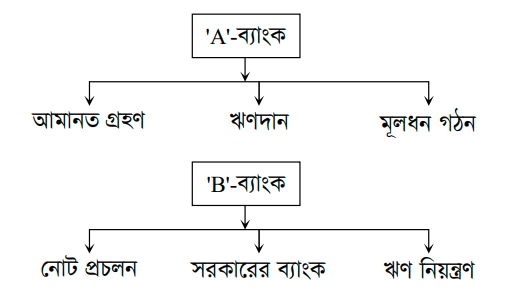 'A'-ব্যাংক
আমানত গ্রহণ ঋণদান মূলধন গঠন
'B'-ব্যাংক
নোট প্রচলন সরকারের ব্যাংক ঋণ নিয়ন্ত্রণ